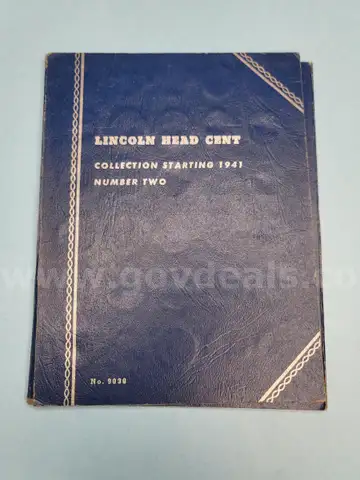 LINCOLN HEAD CENT
COLLECTION STARTING 1941
NUMBER TWO
www.govdeals.co
No. 9030